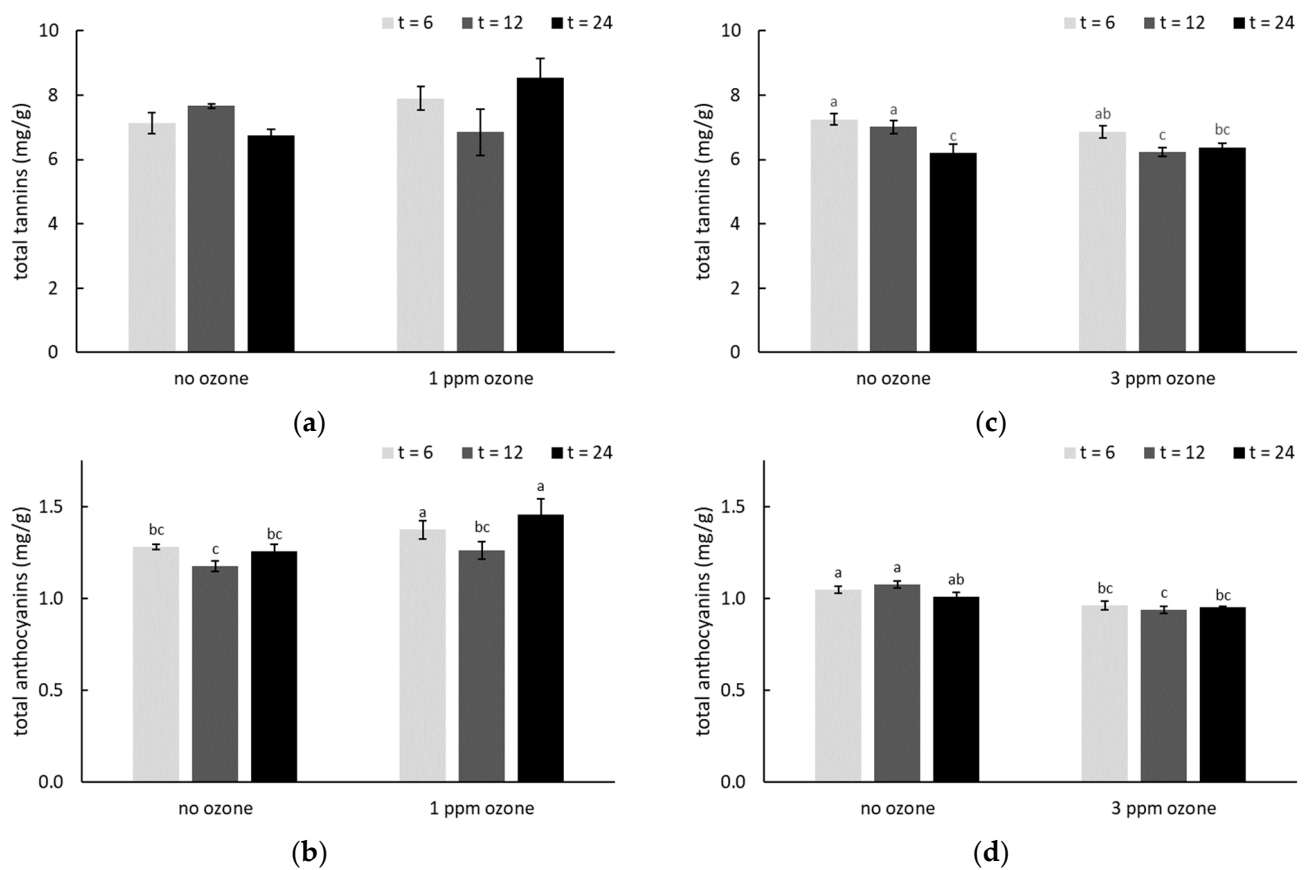 t = 6 t = 12 t = 24
total tannins (mg/g)
10
8
6
4
2
0
no ozone 1 ppm ozone
(a)
t = 6 t = 12 t = 24
total tannins (mg/g)
10
8
6
4
2
0
a a c ab c bc
no ozone 3 ppm ozone
(c)
t = 6 t = 12 t = 24
total anthocyanins (mg/g)
1.5
1.0
0.5
0.0
bc c bc a bc a
no ozone 1 ppm ozone
(b)
t = 6 t = 12 t = 24
total anthocyanins (mg/g)
1.5
1.0
0.5
0.0
a a ab bc c bc
no ozone 3 ppm ozone
(d)